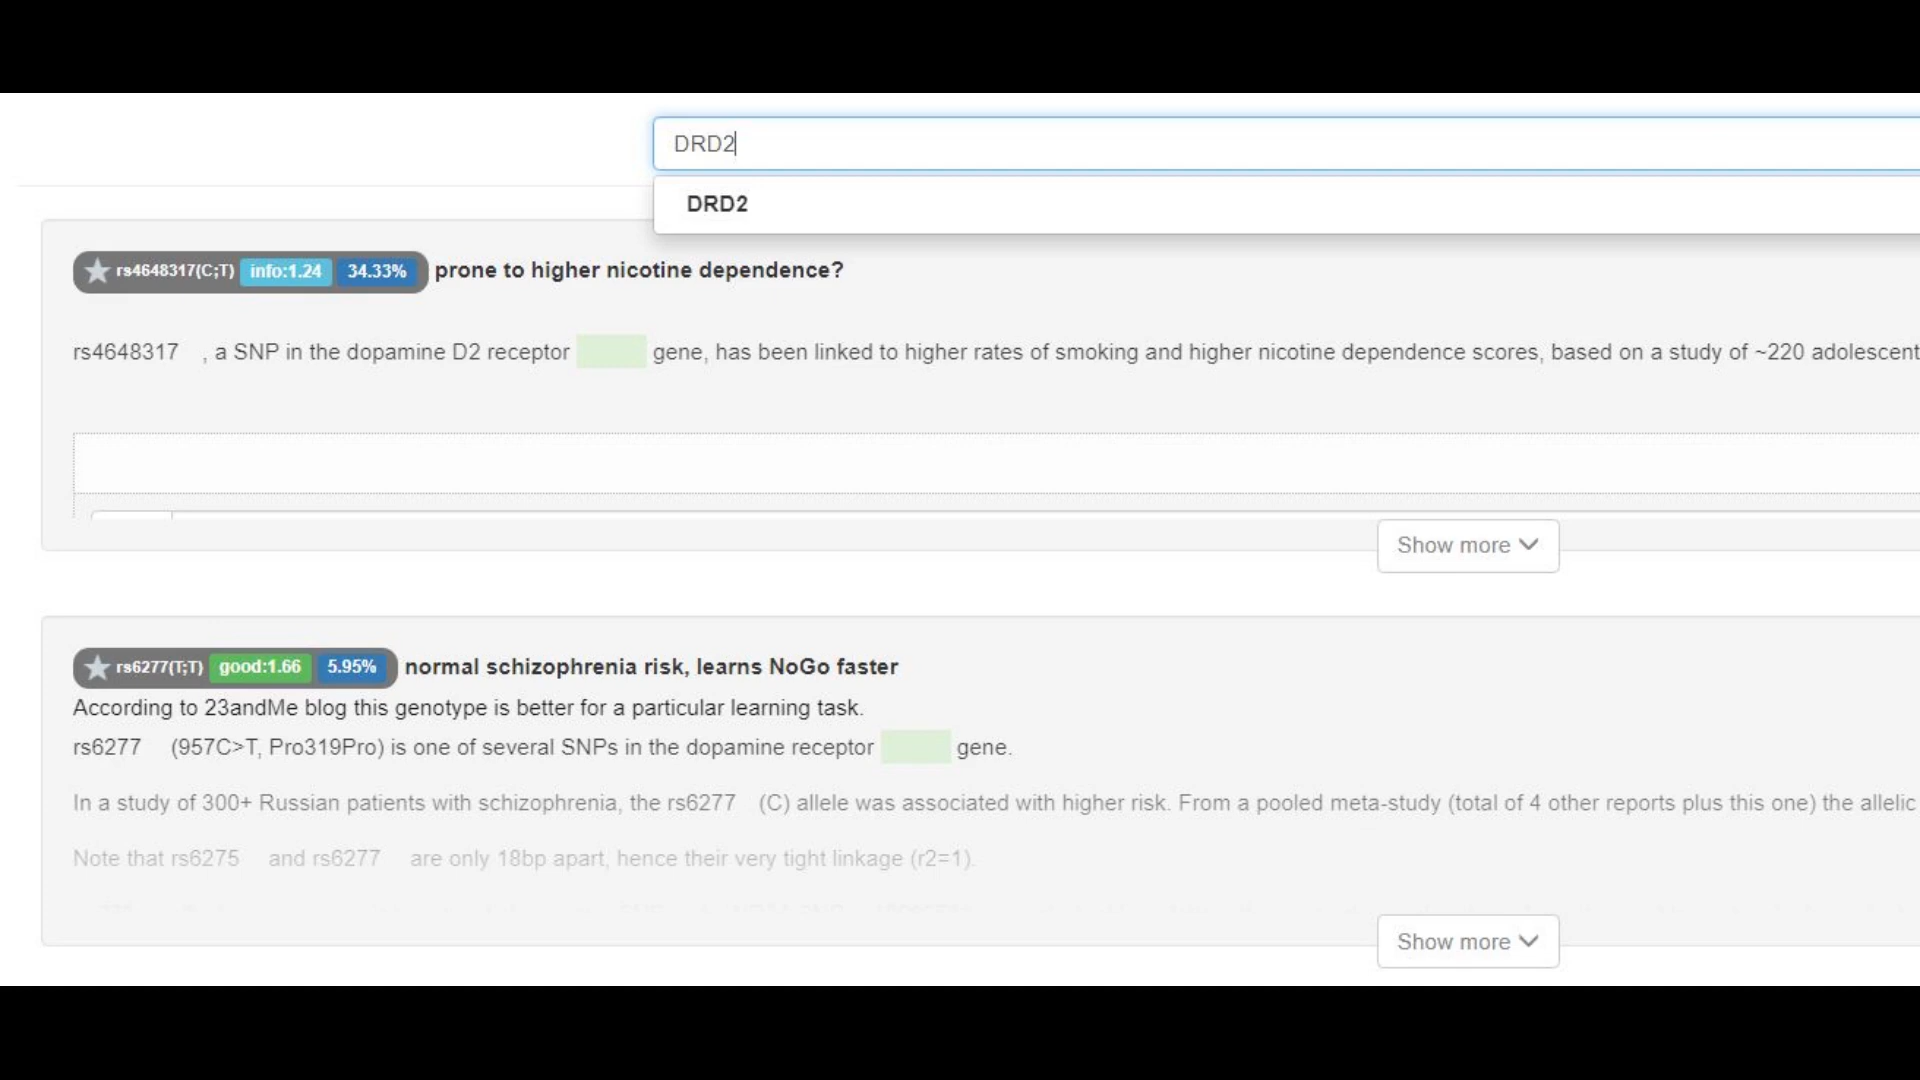 DRD2
DRD2
rs4648317(C;T) info:1.24 34.33% prone to higher nicotine dependence?
rs4648317 , a SNP in the dopamine D2 receptor gene, has been linked to higher rates of smoking and higher nicotine dependence scores, based on a study of ~220 adolescent
Show more
rs6277(T;T) good:1.66 5.95% normal schizophrenia risk, learns NoGo faster
According to 23andMe blog this genotype is better for a particular learning task.
rs6277 (957C>T, Pro319Pro) is one of several SNPs in the dopamine receptor gene.
In a study of 300+ Russian patients with schizophrenia, the rs6277 (C) allele was associated with higher risk. From a pooled meta-study (total of 4 other reports plus this one) the allelic
Note that rs6275 and rs6277 are only 18bp apart, hence their very tight linkage (r2=1).
Show more